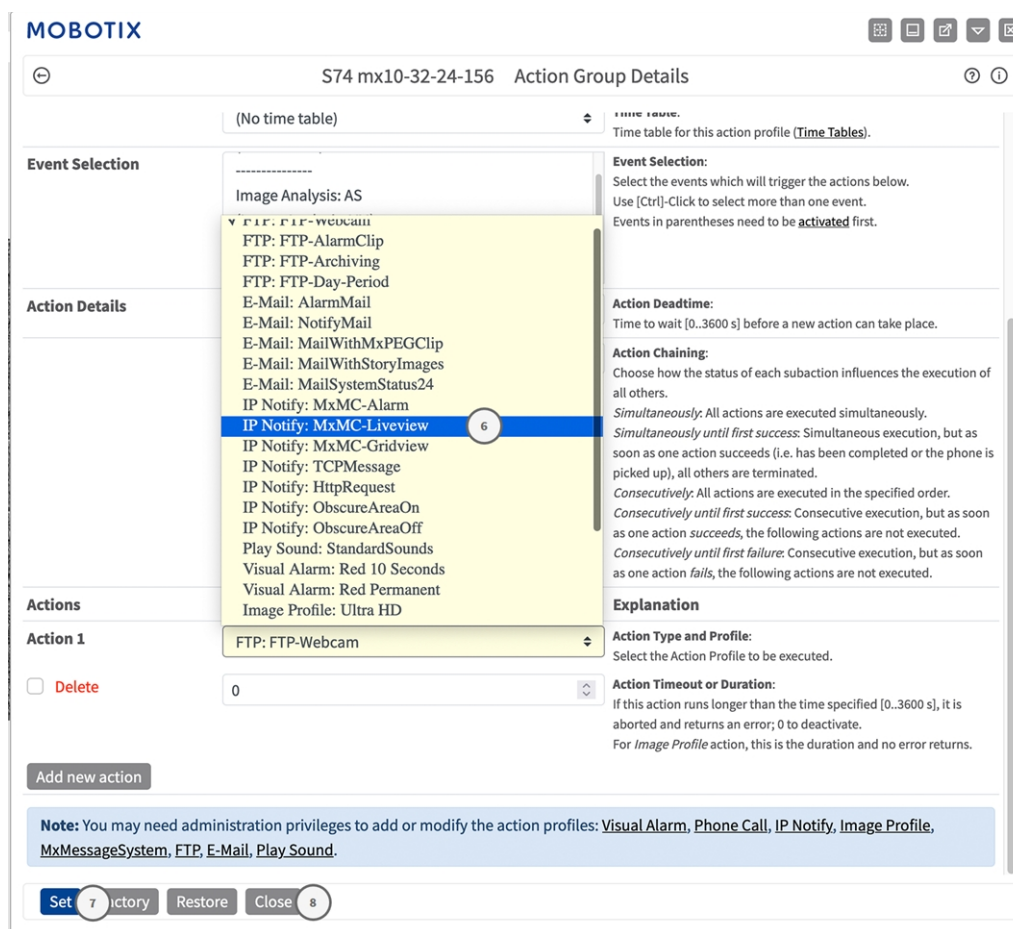 MOBOTIX
S74 mx10-32-24-156 Action Group Details
(No time table)
Time Table:
Time table for this action profile (Time Tables).
Event Selection
---------------
Image Analysis: AS
Event Selection:
Select the events which will trigger the actions below.
Use [Ctrl]-Click to select more than one event.
Events in parentheses need to be activated first.
FTP: FTP-Webcam
FTP: FTP-AlarmClip
FTP: FTP-Archiving
FTP: FTP-Day-Period
E-Mail: AlarmMail
E-Mail: NotifyMail
E-Mail: MailWithMxPEGClip
E-Mail: MailWithStoryImages
E-Mail: MailSystemStatus24
IP Notify: MxMC-Alarm
IP Notify: MxMC-Liveview
6
IP Notify: MxMC-Gridview
IP Notify: TCPMessage
IP Notify: HttpRequest
IP Notify: ObscureAreaOn
IP Notify: ObscureAreaOff
Play Sound: StandardSounds
Visual Alarm: Red 10 Seconds
Visual Alarm: Red Permanent
Image Profile: Ultra HD
Action Details
Action Deadtime:
Time to wait [0..3600 s] before a new action can take place.
Action Chaining:
Choose how the status of each subaction influences the execution of
all others.
Simultaneously: All actions are executed simultaneously.
Simultaneously until first success: Simultaneous execution, but as
soon as one action succeeds (i.e. has been completed or the phone is
picked up), all others are terminated.
Consecutively: All actions are executed in the specified order.
Consecutively until first success: Consecutive execution, but as soon
as one action succeeds, the following actions are not executed.
Consecutively until first failure: Consecutive execution, but as soon
as one action fails, the following actions are not executed.
Actions
Explanation
Action 1
FTP: FTP-Webcam
Action Type and Profile:
Select the Action Profile to be executed.
Delete
0
Action Timeout or Duration:
If this action runs longer than the time specified [0..3600 s], it is
aborted and returns an error; 0 to deactivate.
For Image Profile action, this is the duration and no error returns.
Add new action
Note: You may need administration privileges to add or modify the action profiles: Visual Alarm, Phone Call, IP Notify, Image Profile,
MxMessageSystem, FTP, E-Mail, Play Sound.
Set 7 Restore Close 8